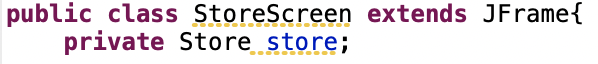 public class StoreScreen extends JFrame{
    private Store store;